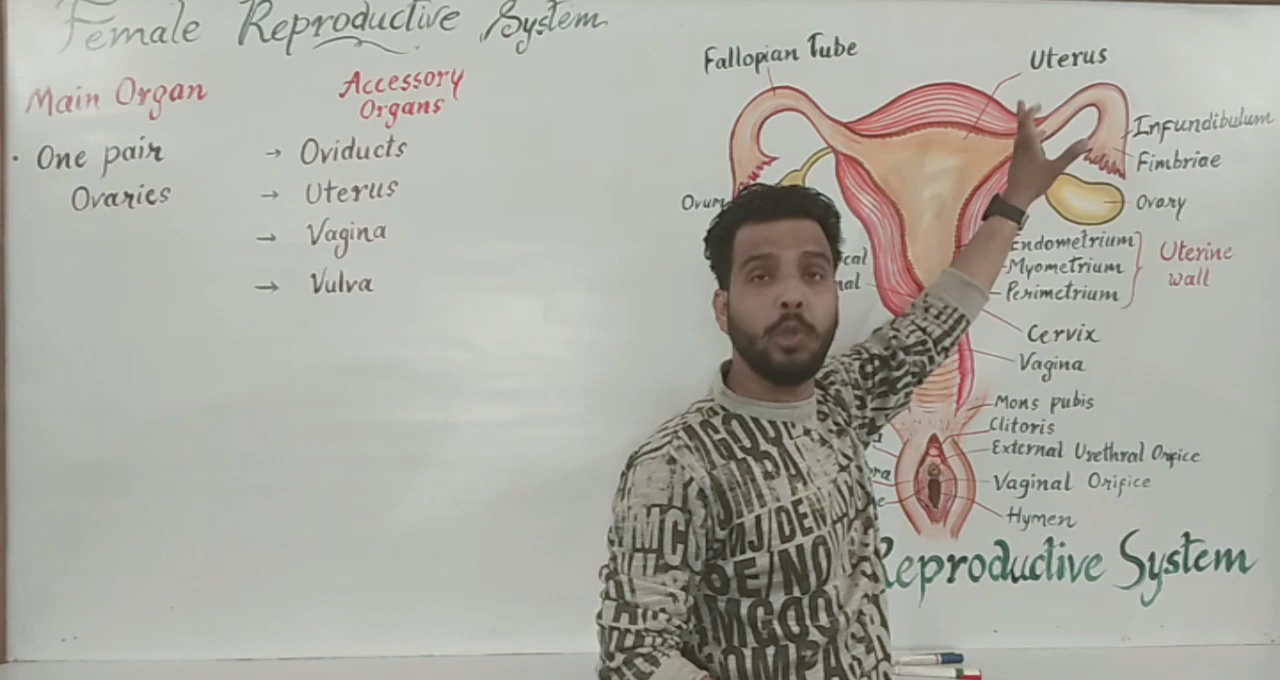 Female Reproductive System
Main Organ
Accessory
Organs
• One pair
Ovaries
→ Oviducts
→ Uterus
→ Vagina
→ Vulva
Fallopian Tube
Uterus
Infundibulum
Fimbriae
Ovum
Ovary
Endometrium
Myometrium
Perimetrium
Uterine
wall
Cervix
Vagina
Mons pubis
Clitoris
External Urethral Orifice
Vaginal Orifice
Hymen
Reproductive System